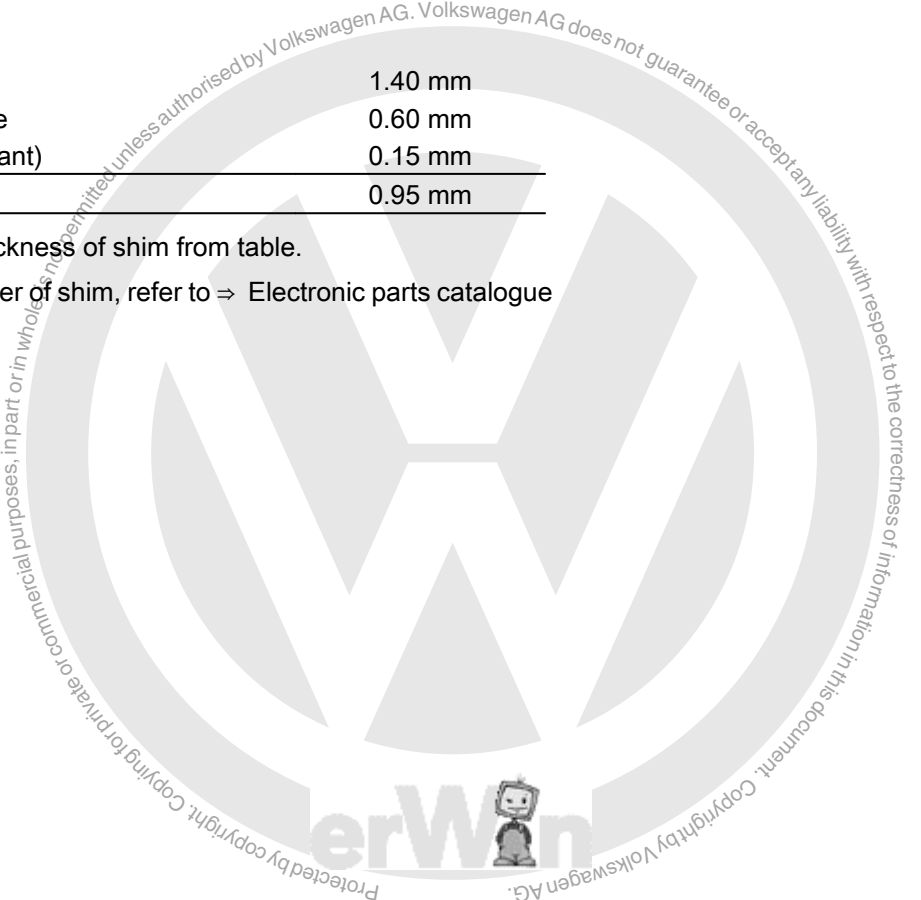 1.40 mm
e 0.60 mm
ant) 0.15 mm
0.95 mm
ckness of shim from table.
er of shim, refer to ⇒ Electronic parts catalogue
Protected by copyright. Copying for private or commercial purposes, in part or in whole, is not permitted unless authorised by Volkswagen AG. Volkswagen AG does not guarantee or accept any liability with respect to the correctness of information in this document. Copyright by Volkswagen AG.
erWin